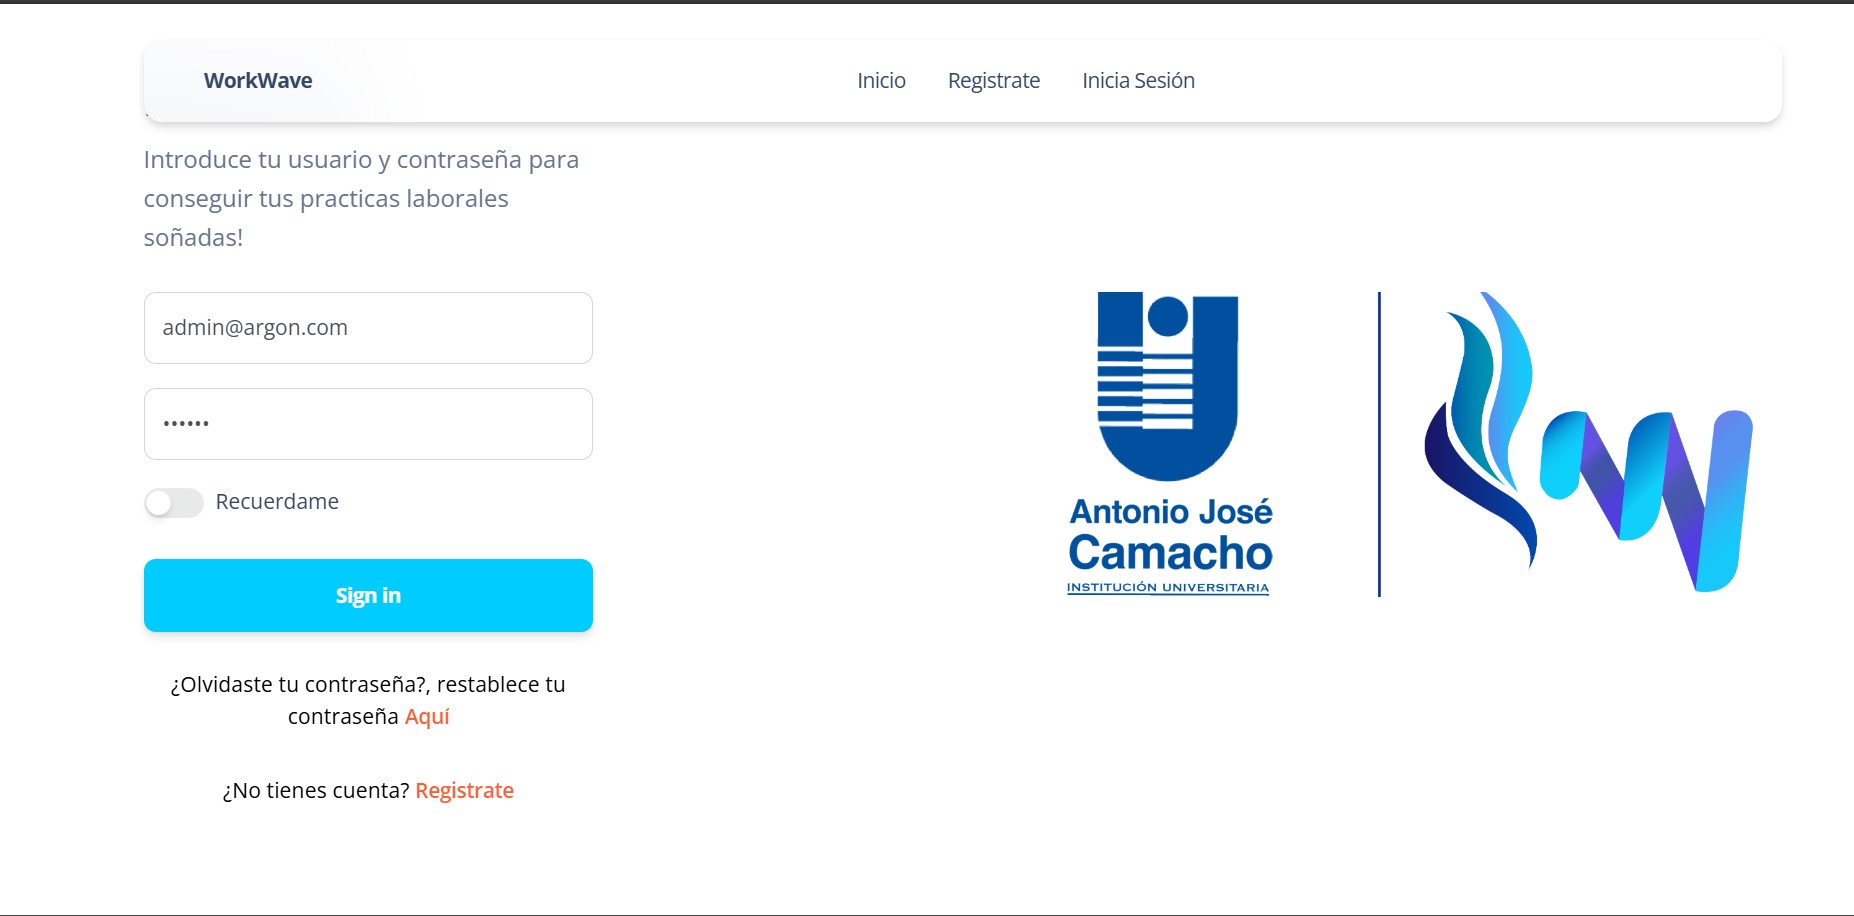 WorkWave
Inicio
Registrate
Inicia Sesión
Introduce tu usuario y contraseña para
conseguir tus practicas laborales
soñadas!
admin@argon.com
••••••
Recuerdame
Sign in
¿Olvidaste tu contraseña?, restablece tu
contraseña Aquí
¿No tienes cuenta? Registrate
Antonio José
Camacho
INSTITUCIÓN UNIVERSITARIA